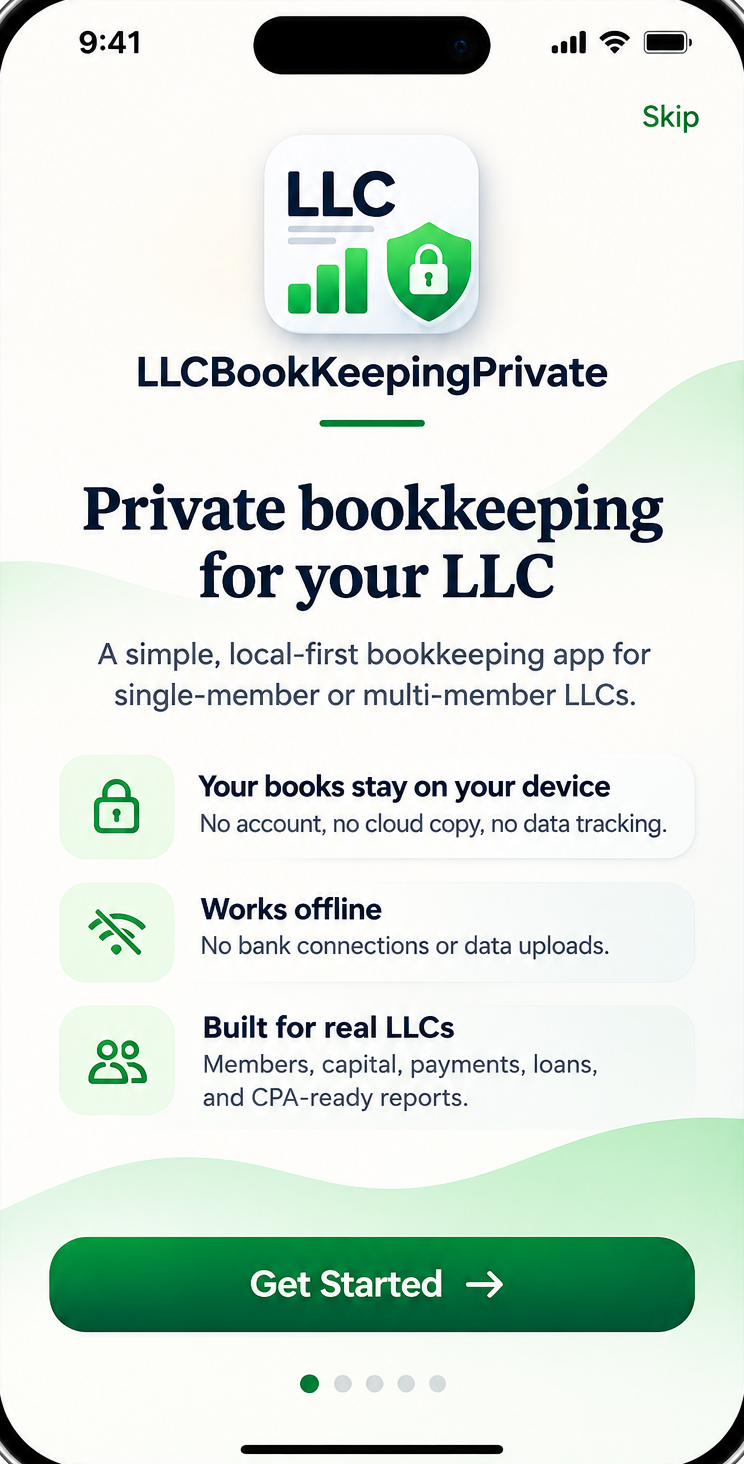 9:41
Skip
LLC
LLCBookKeepingPrivate
Private bookkeeping
for your LLC
A simple, local-first bookkeeping app for
single-member or multi-member LLCs.
Your books stay on your device
No account, no cloud copy, no data tracking.
Works offline
No bank connections or data uploads.
Built for real LLCs
Members, capital, payments, loans,
and CPA-ready reports.
Get Started →